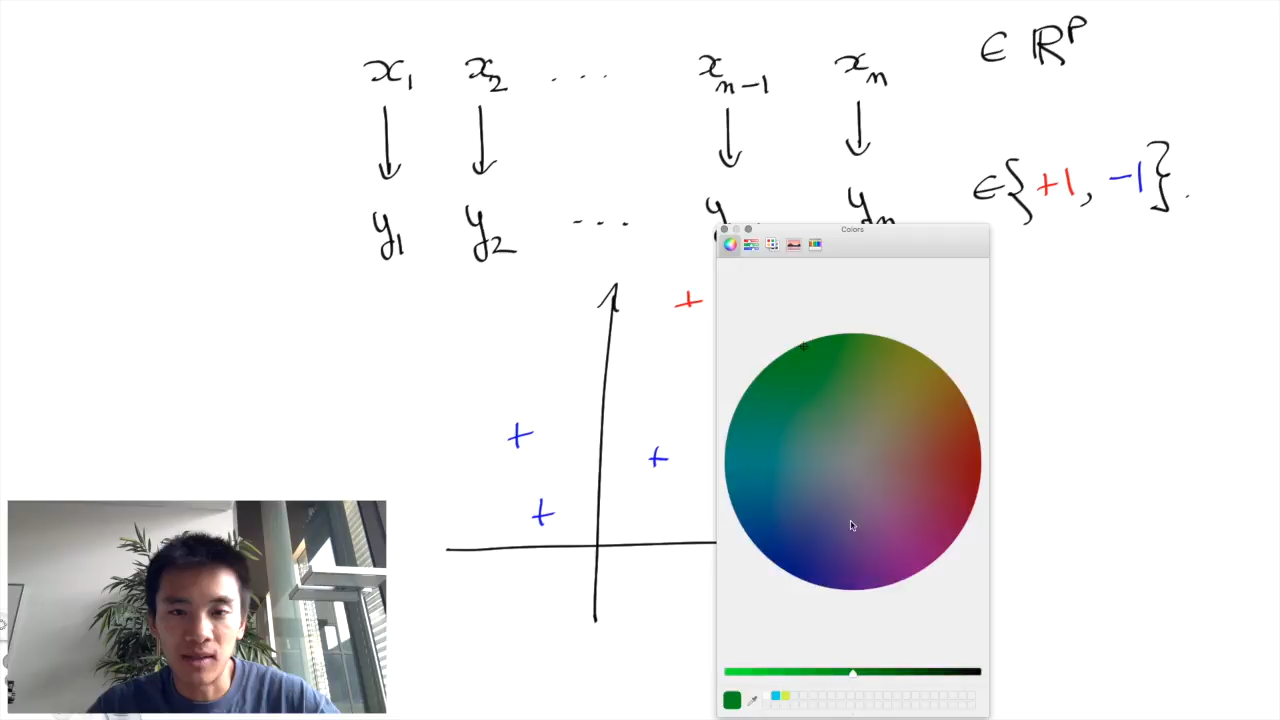 x₁ x₂ ... xₙ₋₁ xₙ ∈ ℝᵖ
y₁ y₂ ... y yₙ ∈ {+1, -1}.
Colors